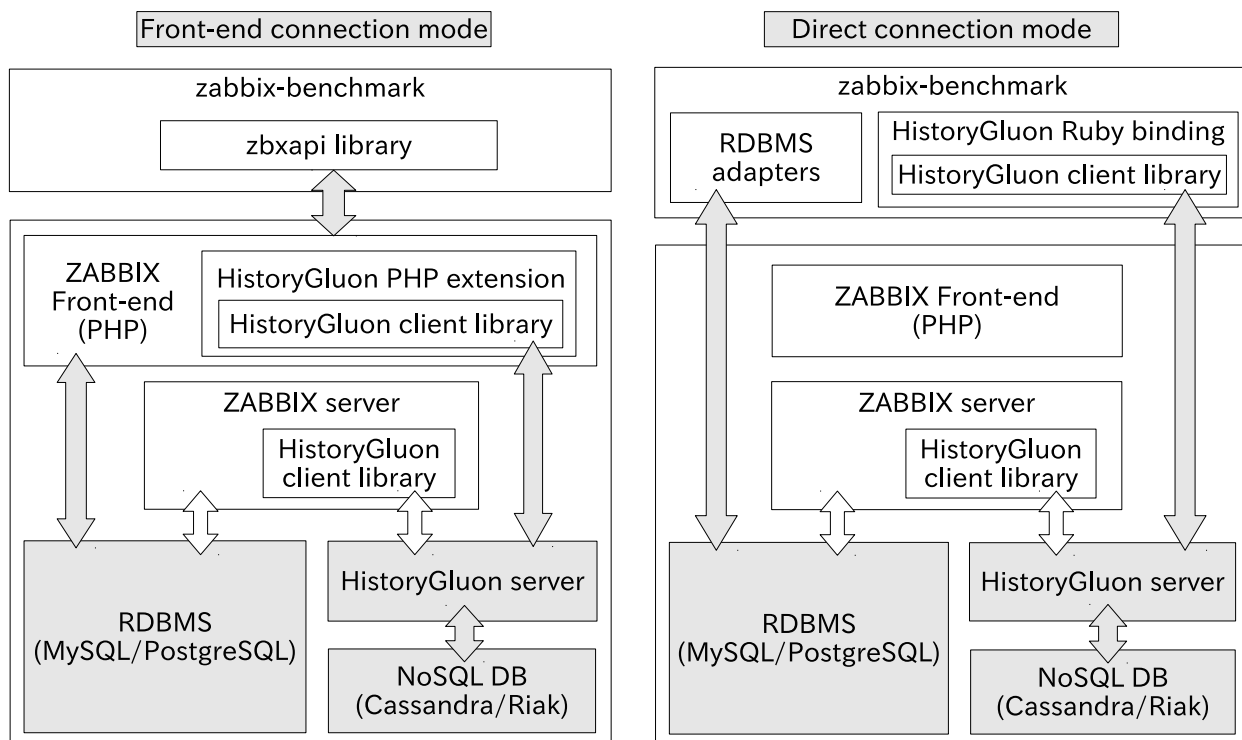 Front-end connection mode
zabbix-benchmark
zbxapi library
ZABBIX
Front-end
(PHP)
HistoryGluon PHP extension
HistoryGluon client library
ZABBIX server
HistoryGluon
client library
RDBMS
(MySQL/PostgreSQL)
HistoryGluon server
NoSQL DB
(Cassandra/Riak)
Direct connection mode
zabbix-benchmark
RDBMS
adapters
HistoryGluon Ruby binding
HistoryGluon client library
ZABBIX Front-end
(PHP)
ZABBIX server
HistoryGluon
client library
RDBMS
(MySQL/PostgreSQL)
HistoryGluon server
NoSQL DB
(Cassandra/Riak)